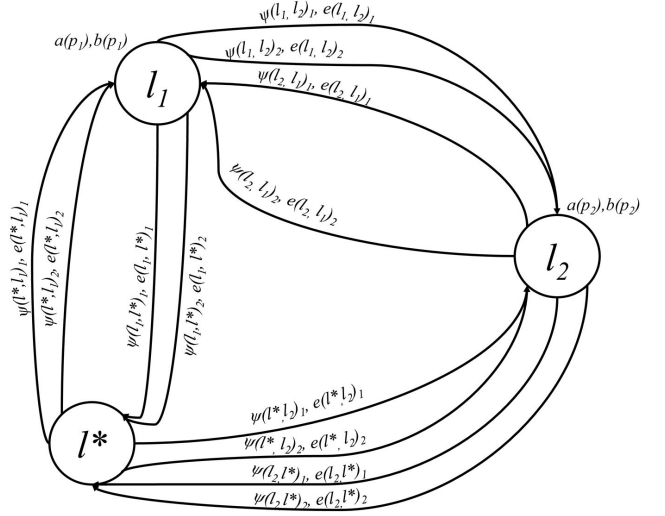 ψ(l₁, l₂)₁, e(l₁, l₂)₁
a(p₁),b(p₁)
ψ(l₁, l₂)₂, e(l₁, l₂)₂
ψ(l₂, l₁)₁, e(l₂, l₁)₁
l₁
ψ(l₂, l₁)₂, e(l₂, l₁)₂
a(p₂),b(p₂)
l₂
ψ(l*,l₁)₁, e(l*,l₁)₁
ψ(l*,l₁)₂, e(l*,l₁)₂
ψ(l₁,l*)₁, e(l₁, l*)₁
ψ(l₁,l*)₂, e(l₁, l*)₂
l*
ψ(l*,l₂)₁, e(l*,l₂)₁
ψ(l*,l₂)₂, e(l*,l₂)₂
ψ(l₂,l*)₁, e(l₂,l*)₁
ψ(l₂,l*)₂, e(l₂,l*)₂